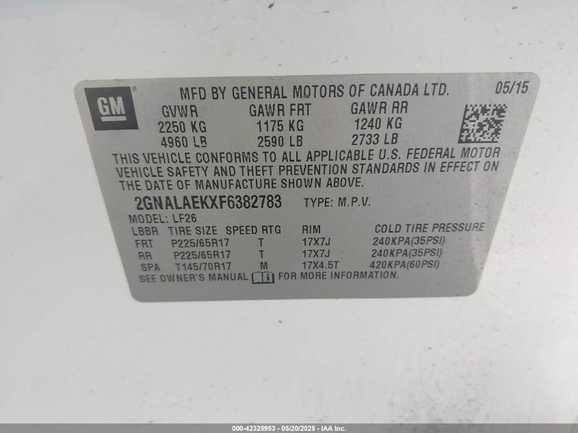 GM
MFD BY GENERAL MOTORS OF CANADA LTD. 05/15
GVWR GAWR FRT GAWR RR
2250 KG 1175 KG 1240 KG
4960 LB 2590 LB 2733 LB
THIS VEHICLE CONFORMS TO ALL APPLICABLE U.S. FEDERAL MOTOR
VEHICLE SAFETY AND THEFT PREVENTION STANDARDS IN EFFECT ON
THE DATE OF MANUFACTURE SHOWN ABOVE.
2GNALAEKXF6382783 TYPE: M.P.V.
MODEL: LF26
LBBR TIRE SIZE SPEED RTG RIM COLD TIRE PRESSURE
FRT P225/65R17 T 17X7J 240KPA(35PSI)
RR P225/65R17 T 17X7J 240KPA(35PSI)
SPA T145/70R17 M 17X4.5T 420KPA(60PSI)
SEE OWNER'S MANUAL FOR MORE INFORMATION.
000-42329953 - 05/20/2025 - IAA Inc.